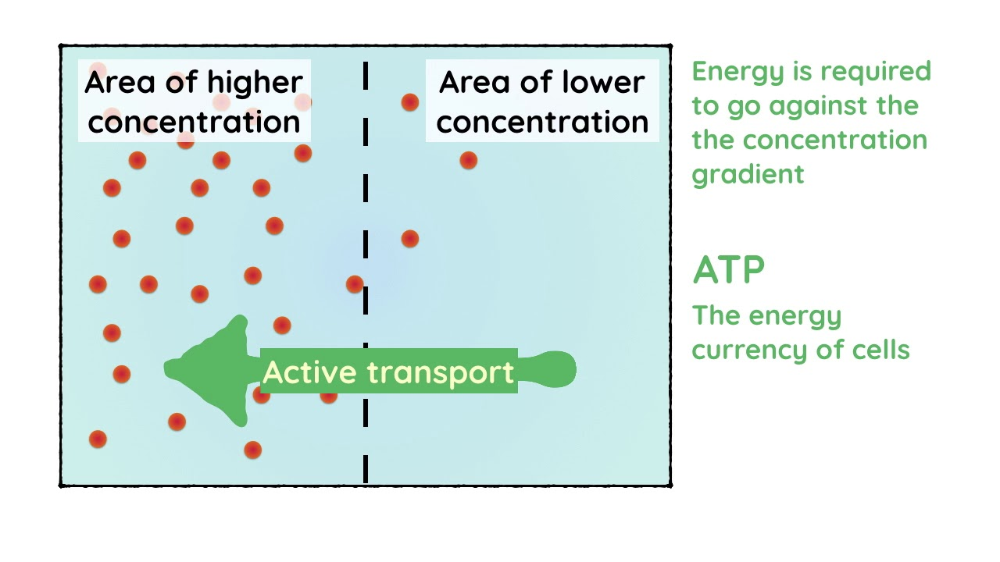 Area of higher
concentration
Area of lower
concentration
Active transport
Energy is required
to go against the
the concentration
gradient
ATP
The energy
currency of cells